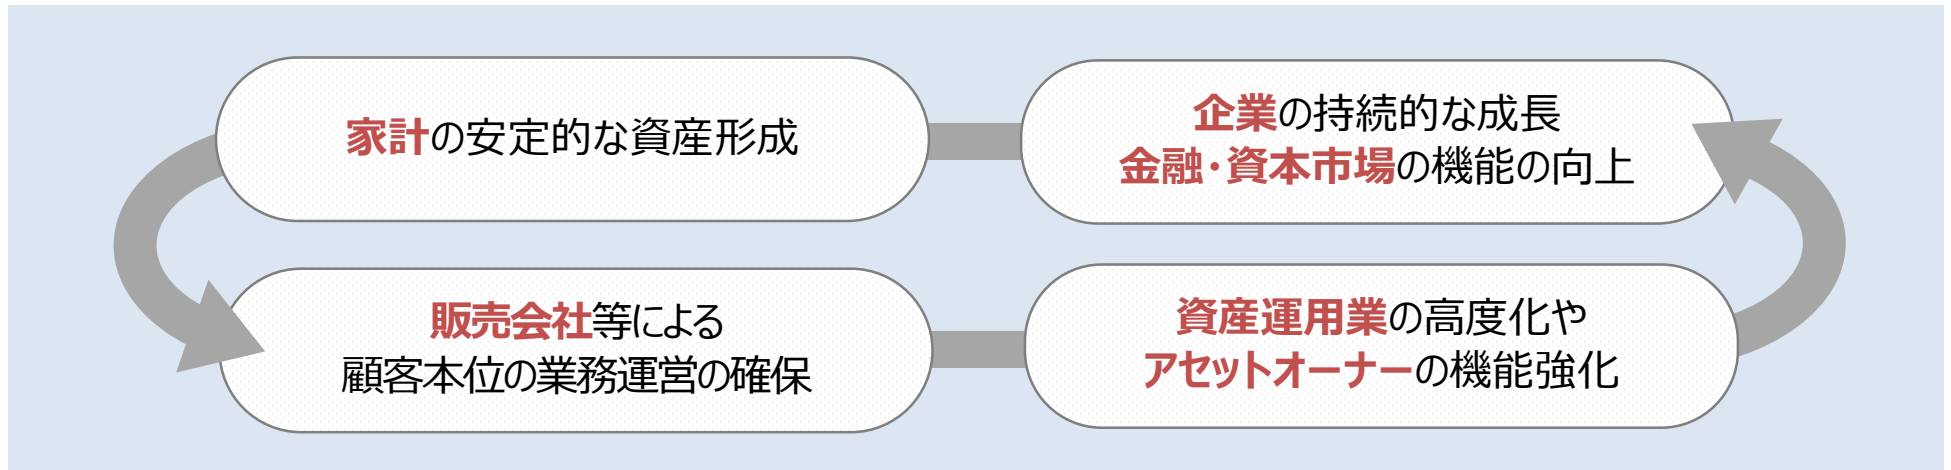 家計の安定的な資産形成
企業の持続的な成長
金融・資本市場の機能の向上
販売会社等による
顧客本位の業務運営の確保
資産運用業の高度化や
アセットオーナーの機能強化